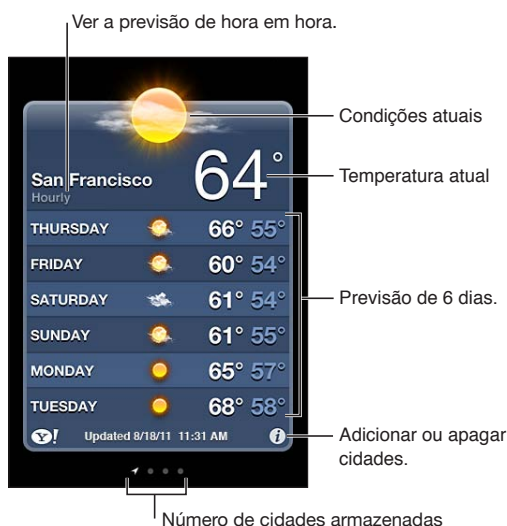 Ver a previsão de hora em hora.
Condições atuais
64°
Temperatura atual
San Francisco
Hourly
THURSDAY 66° 55°
FRIDAY 60° 54°
SATURDAY 61° 54°
Previsão de 6 dias.
SUNDAY 61° 55°
MONDAY 65° 57°
TUESDAY 68° 58°
Y! Updated 8/18/11 11:31 AM i
Adicionar ou apagar
cidades.
Número de cidades armazenadas